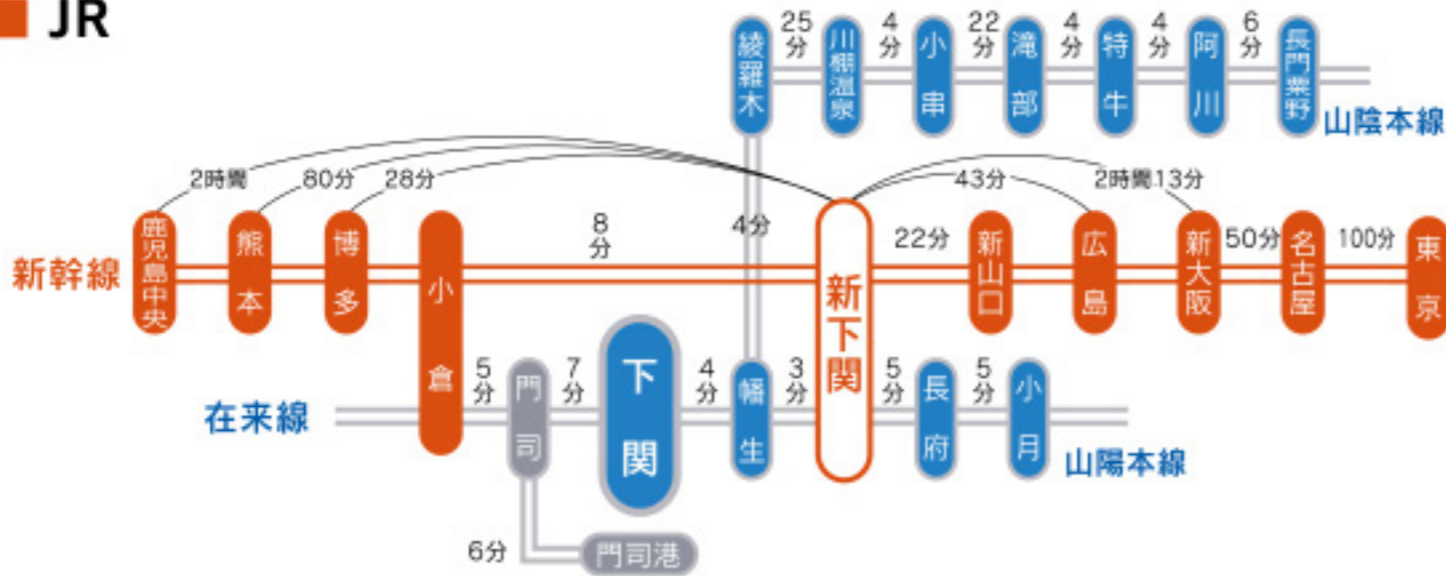 JR
25分
4分
22分
4分
4分
6分
綾羅木
川棚温泉
小串
滝部
特牛
阿川
長門粟野
山陰本線
2時間
80分
28分
43分
2時間13分
8分
4分
22分
50分
100分
新幹線
鹿児島中央
熊本
博多
小倉
新下関
新山口
広島
新大阪
名古屋
東京
5分
7分
4分
3分
5分
5分
在来線
門司
下関
幡生
長府
小月
山陽本線
6分
門司港